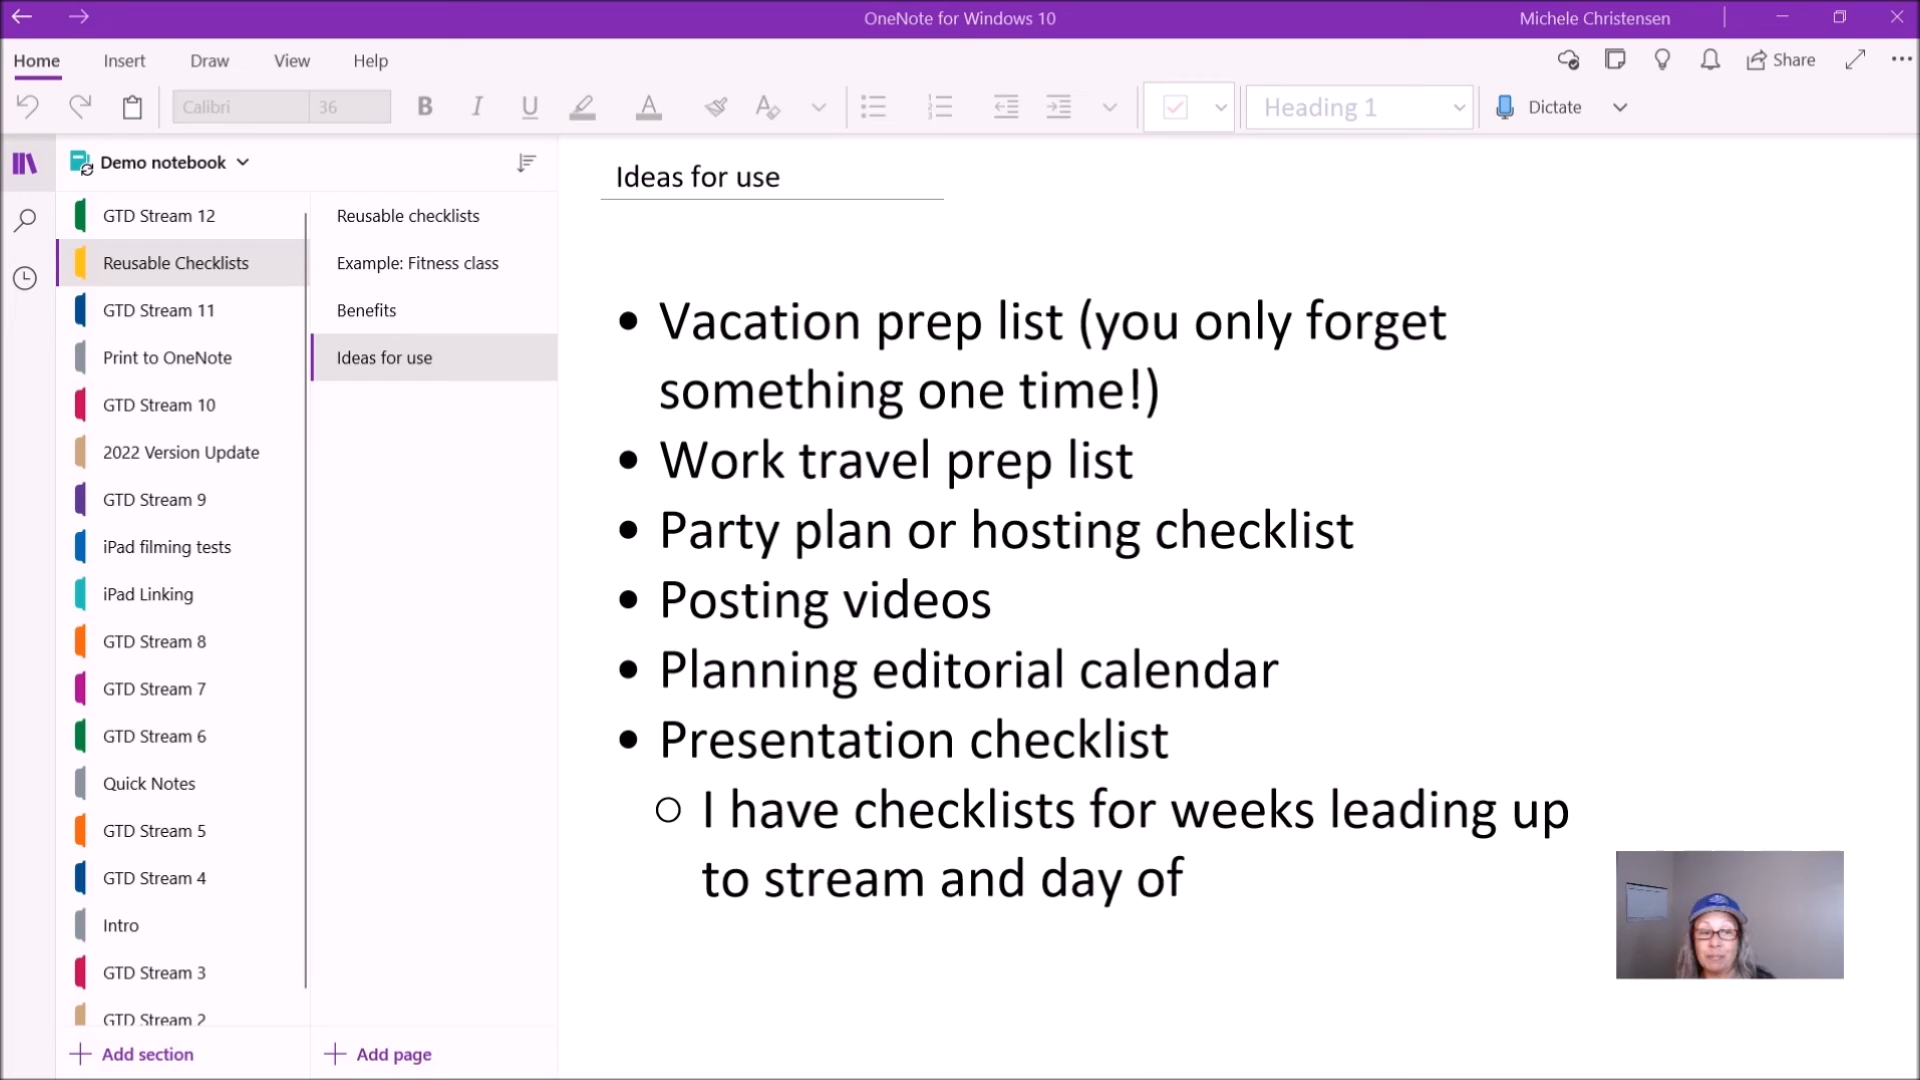 OneNote for Windows 10
Michele Christensen
Home
Insert
Draw
View
Help
Share
Calibri
36
B
I
U
A
A
Heading 1
Dictate
Demo notebook
GTD Stream 12
Reusable Checklists
GTD Stream 11
Print to OneNote
GTD Stream 10
2022 Version Update
GTD Stream 9
iPad filming tests
iPad Linking
GTD Stream 8
GTD Stream 7
GTD Stream 6
Quick Notes
GTD Stream 5
GTD Stream 4
Intro
GTD Stream 3
GTD Stream 2
Add section
Reusable checklists
Example: Fitness class
Benefits
Ideas for use
Add page
Ideas for use
• Vacation prep list (you only forget
something one time!)
• Work travel prep list
• Party plan or hosting checklist
• Posting videos
• Planning editorial calendar
• Presentation checklist
○ I have checklists for weeks leading up
to stream and day of